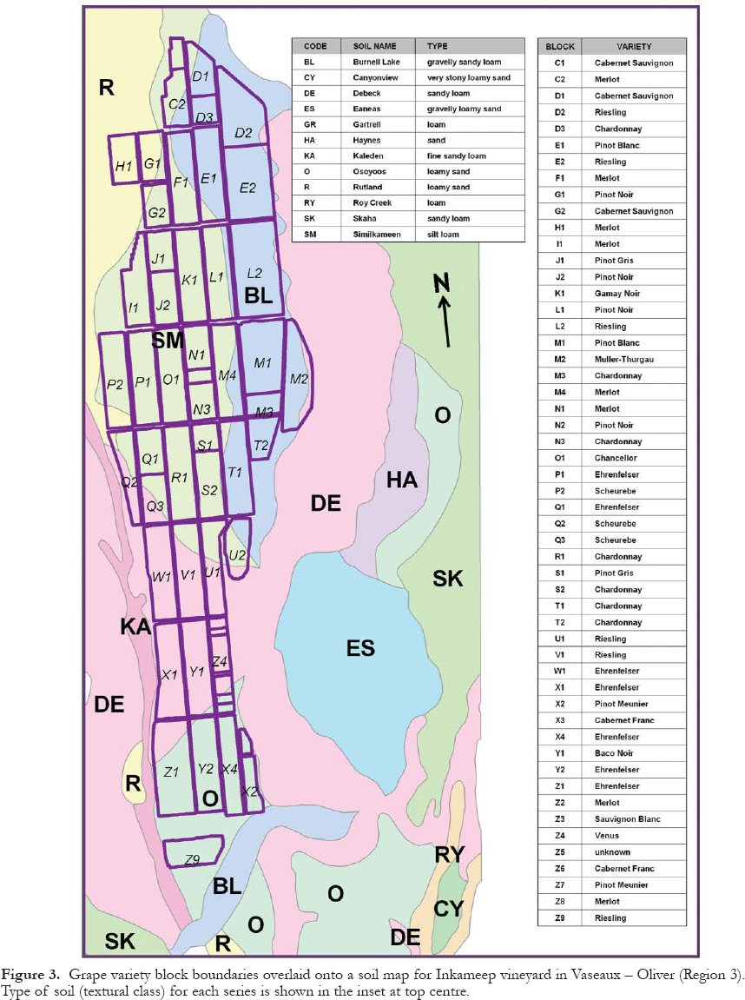 CODE SOIL NAME TYPE
BL Burnell Lake gravelly sandy loam
CY Canyonview very stony loamy sand
DE Debeck sandy loam
ES Eaneas gravelly loamy sand
GR Gartrell loam
HA Haynes sand
KA Kaleden fine sandy loam
O Osoyoos loamy sand
R Rutland loamy sand
RY Roy Creek loam
SK Skaha sandy loam
SM Similkameen silt loam
BLOCK VARIETY
C1 Cabernet Sauvignon
C2 Merlot
D1 Cabernet Sauvignon
D2 Riesling
D3 Chardonnay
E1 Pinot Blanc
E2 Riesling
F1 Merlot
G1 Pinot Noir
G2 Cabernet Sauvignon
H1 Merlot
I1 Merlot
J1 Pinot Gris
J2 Pinot Noir
K1 Gamay Noir
L1 Pinot Noir
L2 Riesling
M1 Pinot Blanc
M2 Muller-Thurgau
M3 Chardonnay
M4 Merlot
N1 Merlot
N2 Pinot Noir
N3 Chardonnay
O1 Chancellor
P1 Ehrenfelser
P2 Scheurebe
Q1 Ehrenfelser
Q2 Scheurebe
Q3 Scheurebe
R1 Chardonnay
S1 Pinot Gris
S2 Chardonnay
T1 Chardonnay
T2 Chardonnay
U1 Riesling
V1 Riesling
W1 Ehrenfelser
X1 Ehrenfelser
X2 Pinot Meunier
X3 Cabernet Franc
X4 Ehrenfelser
Y1 Baco Noir
Y2 Ehrenfelser
Z1 Ehrenfelser
Z2 Merlot
Z3 Sauvignon Blanc
Z4 Venus
Z5 unknown
Z6 Cabernet Franc
Z7 Pinot Meunier
Z8 Merlot
Z9 Riesling
R
D1
C2
D3
D2
H1 G1
F1 E1
E2
G2
J1
K1 L1 L2
BL
I1 J2
N
SM
N1
M1
P2 P1 O1 M4 M2
N3 M3
O
Q1 S1 T2
Q2 R1 T1
HA
Q3 S2
DE
U2
W1 V1 U1
SK
KA
ES
Z4
X1 Y1
DE
Z1 Y2 X4
R
O X2
Z9
RY
BL
O
CY
O
SK R DE
Figure 3. Grape variety block boundaries overlaid onto a soil map for Inkameep vineyard in Vaseaux – Oliver (Region 3).
Type of soil (textural class) for each series is shown in the inset at top centre.